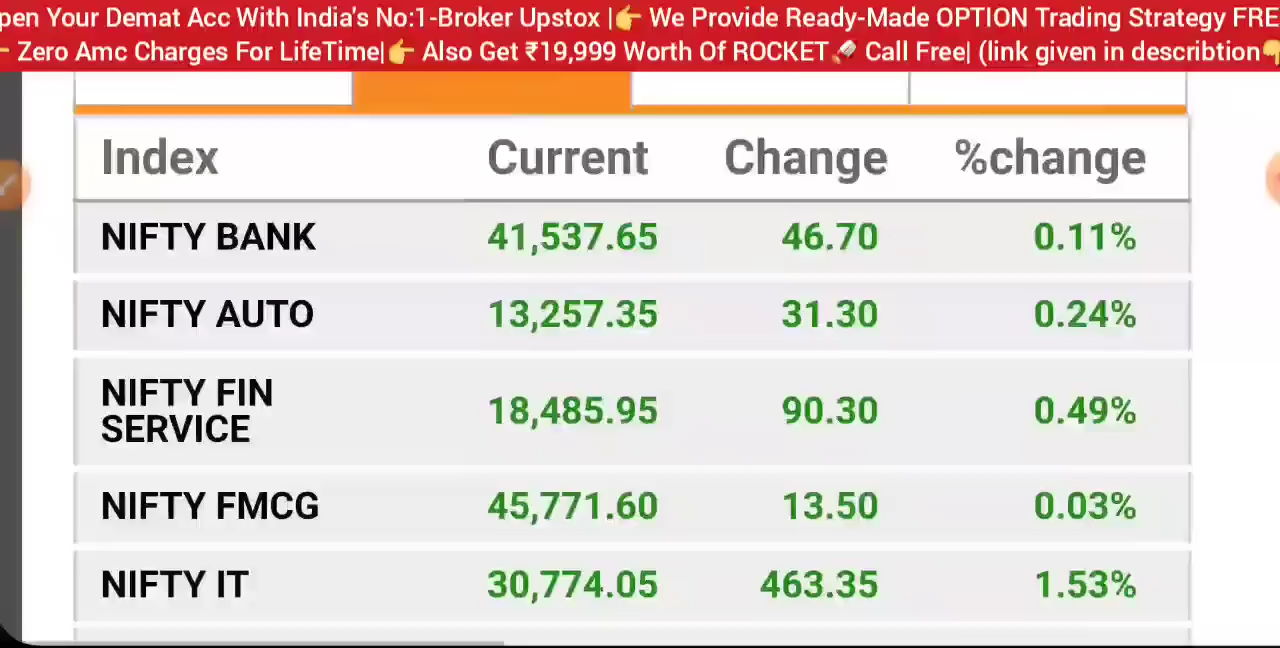 pen Your Demat Acc With India's No:1-Broker Upstox |👉 We Provide Ready-Made OPTION Trading Strategy FRE
Zero Amc Charges For LifeTime|👉 Also Get ₹19,999 Worth Of ROCKET🚀 Call Free| (link given in describtion👇
Index Current Change %change
NIFTY BANK 41,537.65 46.70 0.11%
NIFTY AUTO 13,257.35 31.30 0.24%
NIFTY FIN
SERVICE 18,485.95 90.30 0.49%
NIFTY FMCG 45,771.60 13.50 0.03%
NIFTY IT 30,774.05 463.35 1.53%